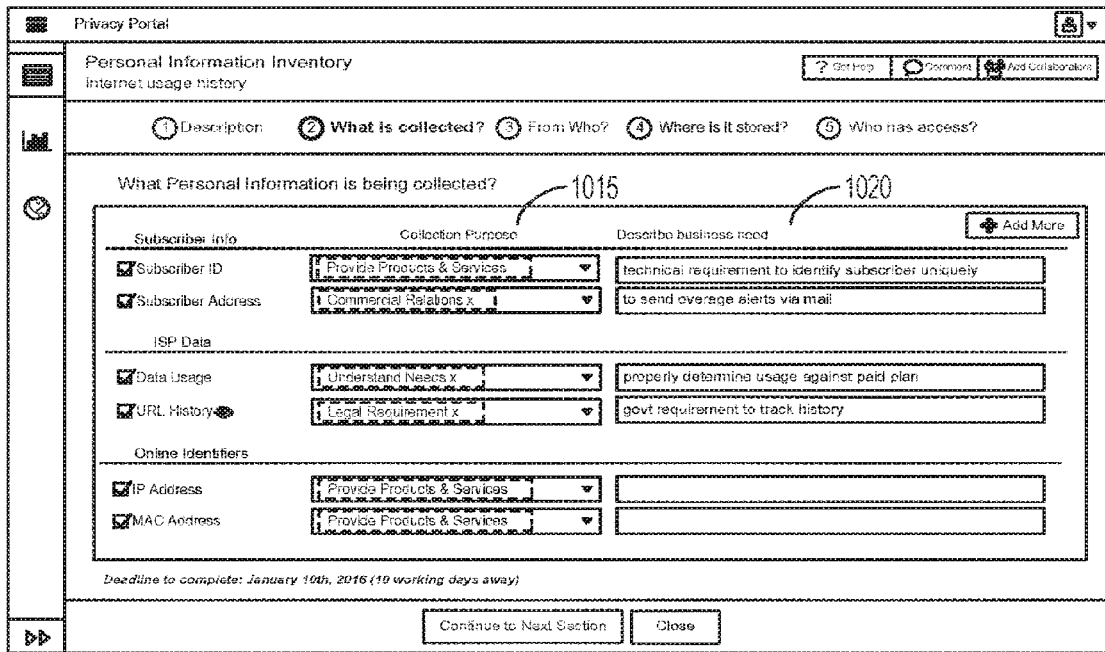 Privacy Portal
Personal Information Inventory
Internet usage history
? Get Help Comment Add Collaborators
1 Description 2 What is collected? 3 From Who? 4 Where is it stored? 5 Who has access?
What Personal Information is being collected?
1015
1020
Add More
Subscriber Info Collection Purpose Describe business need
Subscriber ID Provide Products & Services technical requirement to identify subscriber uniquely
Subscriber Address Commercial Relations x to send overage alerts via mail
ISP Data
Data Usage Understand Needs x properly determine usage against paid plan
URL History Legal Requirement x govt requirement to track history
Online Identifiers
IP Address Provide Products & Services
MAC Address Provide Products & Services
Deadline to complete: January 10th, 2016 (10 working days away)
Continue to Next Section Close